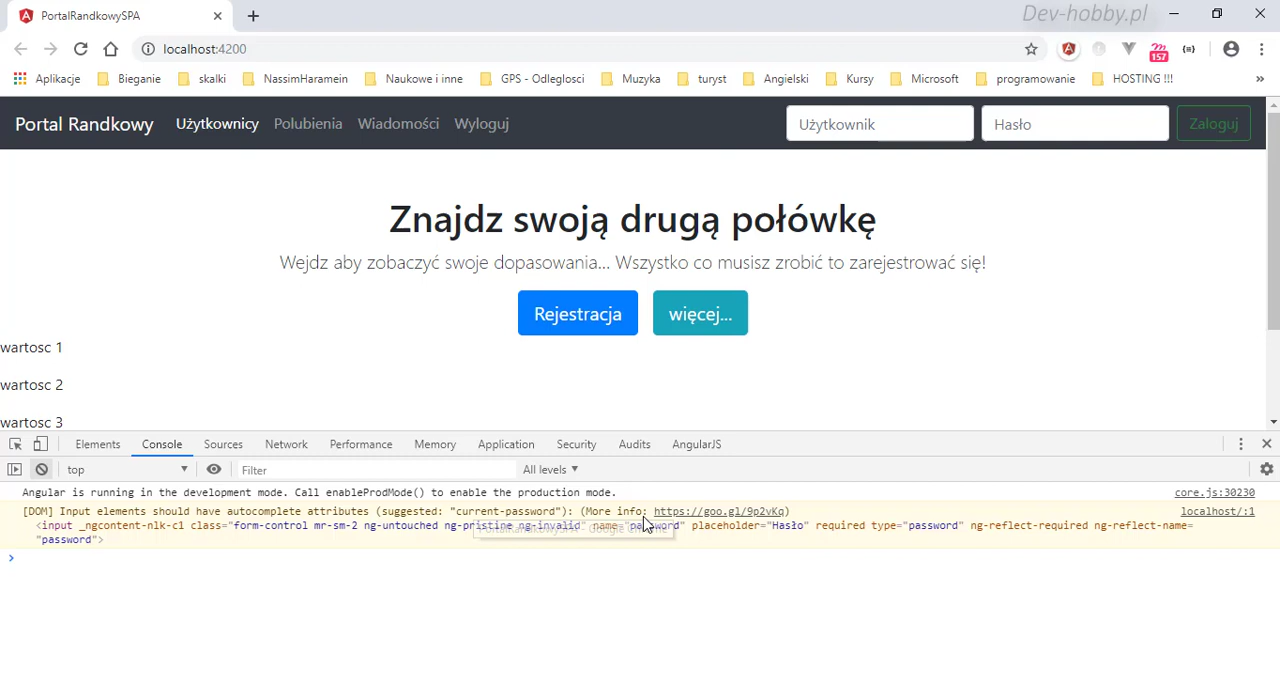 PortalRandkowySPA
Dev-hobby.pl
localhost:4200
157
Aplikacje Bieganie skalki NassimHaramein Naukowe i inne GPS - Odleglosci Muzyka turyst Angielski Kursy Microsoft programowanie HOSTING !!! »
Portal Randkowy Użytkownicy Polubienia Wiadomości Wyloguj Użytkownik Hasło Zaloguj
Znajdz swoją drugą połówkę
Wejdz aby zobaczyć swoje dopasowania... Wszystko co musisz zrobić to zarejestrować się!
Rejestracja więcej...
wartosc 1
wartosc 2
wartosc 3
Elements Console Sources Network Performance Memory Application Security Audits AngularJS
top Filter All levels
Angular is running in the development mode. Call enableProdMode() to enable the production mode. core.js:30230
[DOM] Input elements should have autocomplete attributes (suggested: "current-password"): (More info: https://goo.gl/9p2vKq) localhost/:1
<input _ngcontent-nlk-c1 class="form-control mr-sm-2 ng-untouched ng-pristine ng-invalid" name="password" placeholder="Hasło" required type="password" ng-reflect-required ng-reflect-name=
"password">